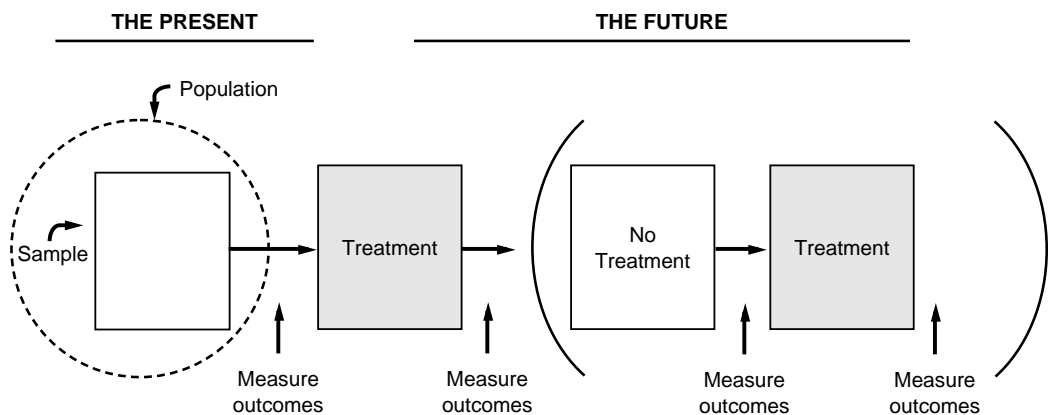 THE PRESENT
THE FUTURE
Population
Sample
Treatment
No
Treatment
Treatment
Measure
outcomes
Measure
outcomes
Measure
outcomes
Measure
outcomes